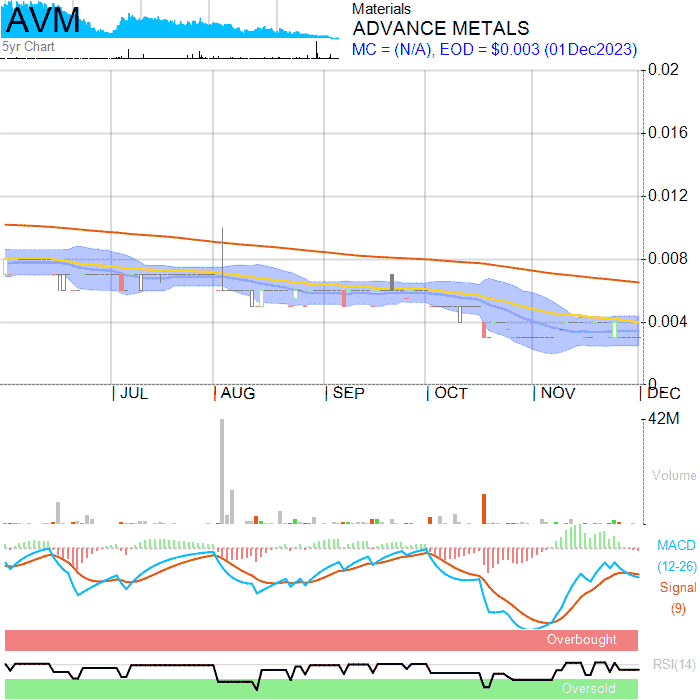 AVM
5yr Chart
Materials
ADVANCE METALS
MC = (N/A), EOD = $0.003 (01Dec2023)
0.02
0.016
0.012
0.008
0.004
0
JUL AUG SEP OCT NOV DEC
42M
Volume
MACD
(12-26)
Signal
(9)
Overbought
RSI(14)
Oversold